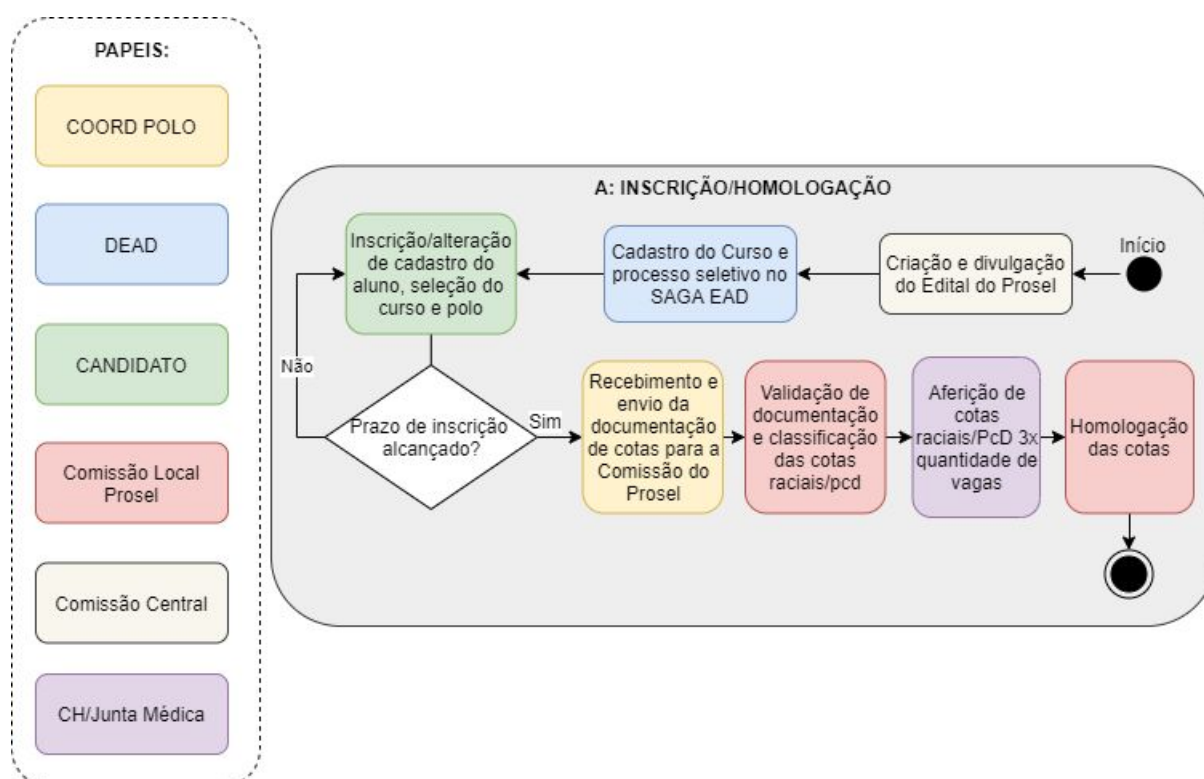 PAPEIS:
COORD POLO
DEAD
CANDIDATO
Comissão Local
Prosel
Comissão Central
CH/Junta Médica
A: INSCRIÇÃO/HOMOLOGAÇÃO
Início
Criação e divulgação
do Edital do Prosel
Cadastro do Curso e
processo seletivo no
SAGA EAD
Inscrição/alteração
de cadastro do
aluno, seleção do
curso e polo
Não
Prazo de inscrição
alcançado?
Sim
Recebimento e
envio da
documentação
de cotas para a
Comissão do
Prosel
Validação de
documentação
e classificação
das cotas
raciais/pcd
Aferição de
cotas
raciais/PcD 3x
quantidade de
vagas
Homologação
das cotas